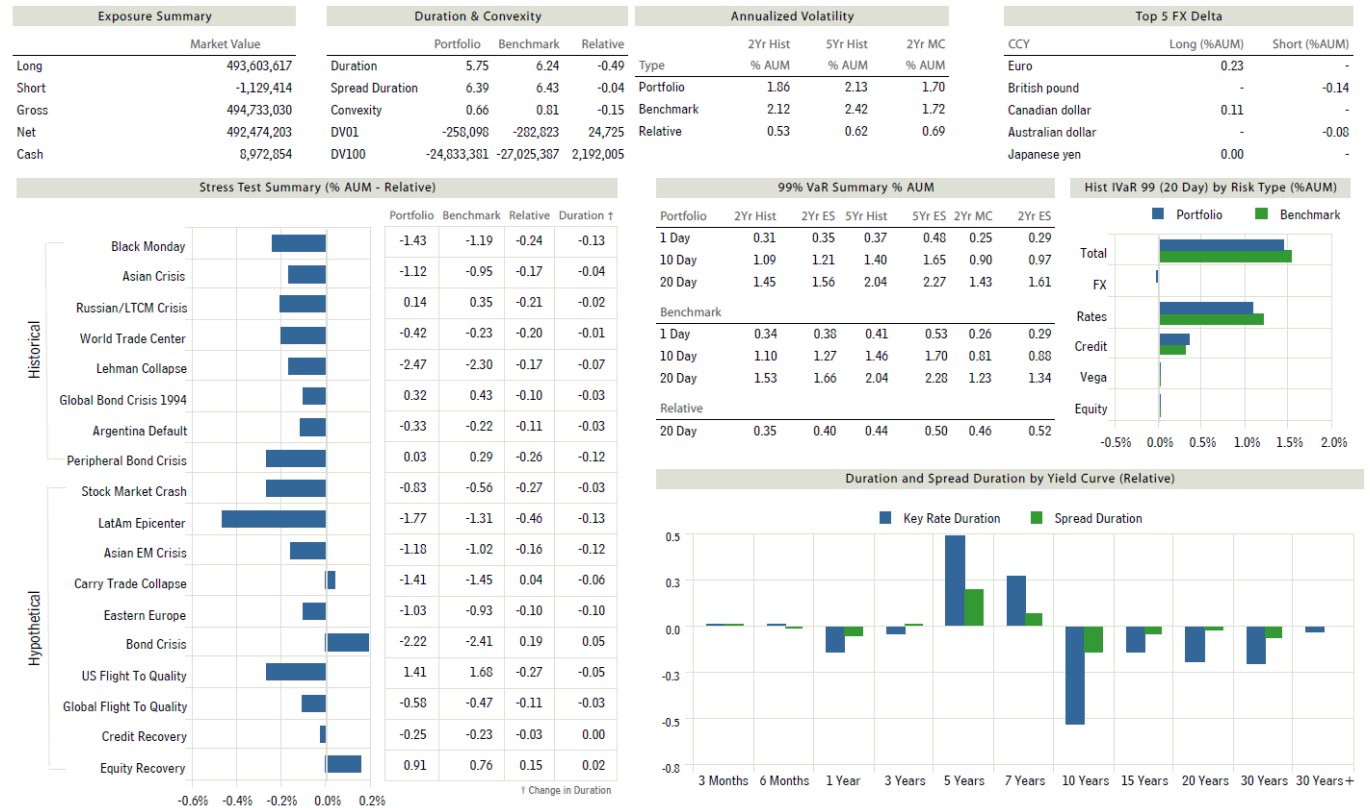 Exposure Summary
Market Value
Long 493,603,617
Short -1,129,414
Gross 494,733,030
Net 492,474,203
Cash 8,972,854
Duration & Convexity
Portfolio Benchmark Relative
Duration 5.75 6.24 -0.49
Spread Duration 6.39 6.43 -0.04
Convexity 0.66 0.81 -0.15
DV01 -258,098 -282,823 24,725
DV100 -24,833,381 -27,025,387 2,192,005
Annualized Volatility
2Yr Hist 5Yr Hist 2Yr MC
Type % AUM % AUM % AUM
Portfolio 1.86 2.13 1.70
Benchmark 2.12 2.42 1.72
Relative 0.53 0.62 0.69
Top 5 FX Delta
CCY Long (%AUM) Short (%AUM)
Euro 0.23 -
British pound - -0.14
Canadian dollar 0.11 -
Australian dollar - -0.08
Japanese yen 0.00 -
Stress Test Summary (% AUM - Relative)
Portfolio Benchmark Relative Duration †
Historical
Black Monday -1.43 -1.19 -0.24 -0.13
Asian Crisis -1.12 -0.95 -0.17 -0.04
Russian/LTCM Crisis 0.14 0.35 -0.21 -0.02
World Trade Center -0.42 -0.23 -0.20 -0.01
Lehman Collapse -2.47 -2.30 -0.17 -0.07
Global Bond Crisis 1994 0.32 0.43 -0.10 -0.03
Argentina Default -0.33 -0.22 -0.11 -0.03
Peripheral Bond Crisis 0.03 0.29 -0.26 -0.12
Hypothetical
Stock Market Crash -0.83 -0.56 -0.27 -0.03
LatAm Epicenter -1.77 -1.31 -0.46 -0.13
Asian EM Crisis -1.18 -1.02 -0.16 -0.12
Carry Trade Collapse -1.41 -1.45 0.04 -0.06
Eastern Europe -1.03 -0.93 -0.10 -0.10
Bond Crisis -2.22 -2.41 0.19 0.05
US Flight To Quality 1.41 1.68 -0.27 -0.05
Global Flight To Quality -0.58 -0.47 -0.11 -0.03
Credit Recovery -0.25 -0.23 -0.03 0.00
Equity Recovery 0.91 0.76 0.15 0.02
† Change in Duration
-0.6% -0.4% -0.2% 0.0% 0.2%
99% VaR Summary % AUM
Portfolio 2Yr Hist 2Yr ES 5Yr Hist 5Yr ES 2Yr MC 2Yr ES
1 Day 0.31 0.35 0.37 0.48 0.25 0.29
10 Day 1.09 1.21 1.40 1.65 0.90 0.97
20 Day 1.45 1.56 2.04 2.27 1.43 1.61
Benchmark
1 Day 0.34 0.38 0.41 0.53 0.26 0.29
10 Day 1.10 1.27 1.46 1.70 0.81 0.88
20 Day 1.53 1.66 2.04 2.28 1.23 1.34
Relative
20 Day 0.35 0.40 0.44 0.50 0.46 0.52
Hist IVaR 99 (20 Day) by Risk Type (%AUM)
Portfolio Benchmark
Total
FX
Rates
Credit
Vega
Equity
-0.5% 0.0% 0.5% 1.0% 1.5% 2.0%
Duration and Spread Duration by Yield Curve (Relative)
Key Rate Duration Spread Duration
0.5
0.3
0.0
-0.3
-0.5
-0.8
3 Months 6 Months 1 Year 3 Years 5 Years 7 Years 10 Years 15 Years 20 Years 30 Years 30 Years+